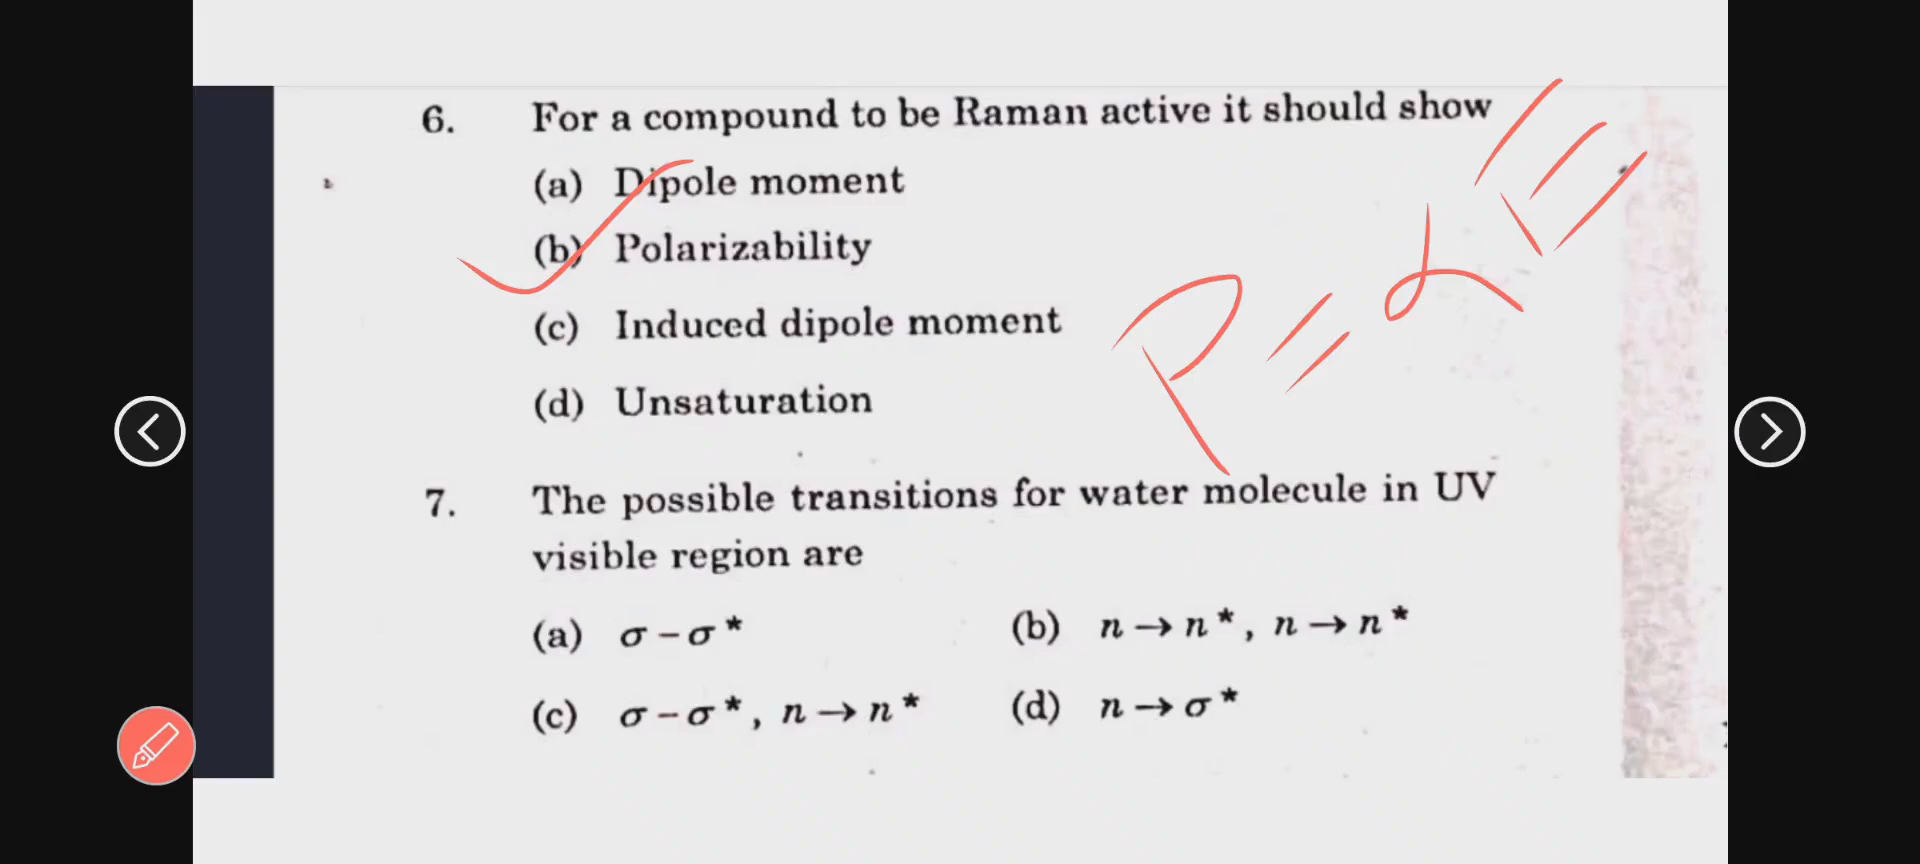 6. For a compound to be Raman active it should show
(a) Dipole moment
(b) Polarizability
(c) Induced dipole moment
(d) Unsaturation
P = α E
7. The possible transitions for water molecule in UV
visible region are
(a) σ – σ * (b) n → n *, n → n *
(c) σ – σ *, n → n * (d) n → σ *